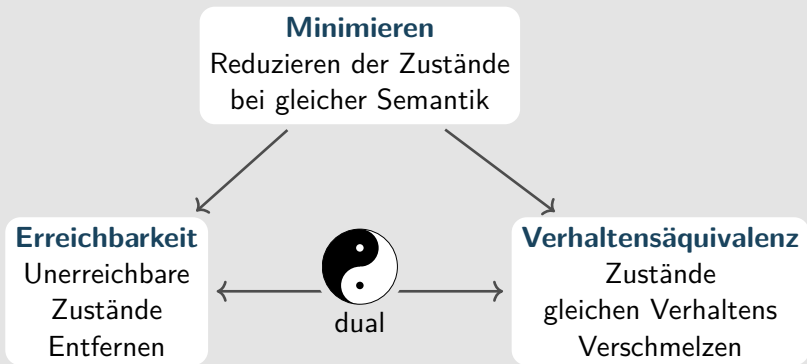 Minimieren
Reduzieren der Zustände
bei gleicher Semantik
Erreichbarkeit
Unerreichbare
Zustände
Entfernen
dual
Verhaltensäquivalenz
Zustände
gleichen Verhaltens
Verschmelzen